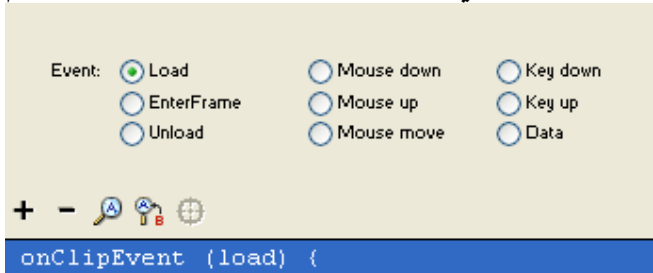 Event: Load Mouse down Key down
EnterFrame Mouse up Key up
Unload Mouse move Data
+ - A A B
onClipEvent (load) {